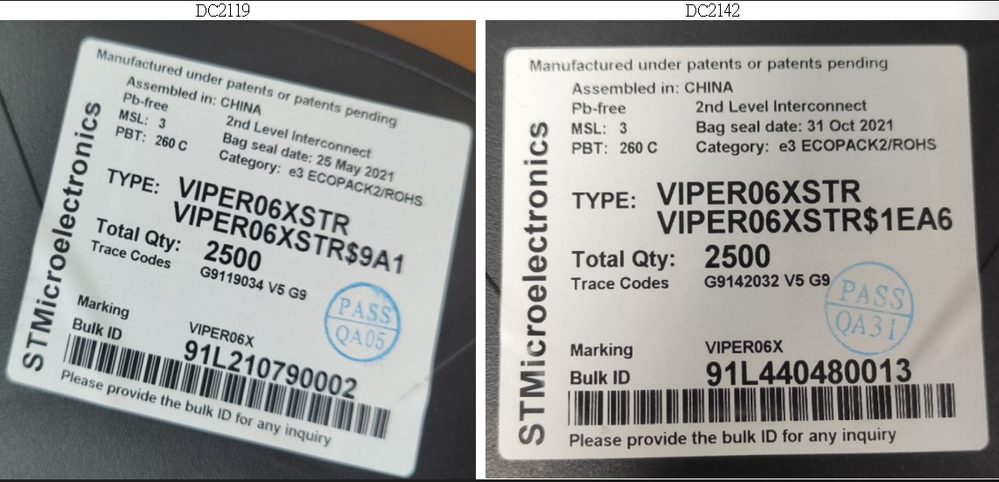 DC2119
Manufactured under patents or patents pending
Assembled in: CHINA
Pb-free 2nd Level Interconnect
MSL: 3 Bag seal date: 25 May 2021
PBT: 260 C Category: e3 ECOPACK2/ROHS
TYPE: VIPER06XSTR
VIPER06XSTR$9A1
Total Qty: 2500
Trace Codes G9119034 V5 G9
PASS
QA05
Marking VIPER06X
Bulk ID 91L210790002
Please provide the bulk ID for any inquiry
STMicroelectronics
DC2142
Manufactured under patents or patents pending
Assembled in: CHINA
Pb-free 2nd Level Interconnect
MSL: 3 Bag seal date: 31 Oct 2021
PBT: 260 C Category: e3 ECOPACK2/ROHS
TYPE: VIPER06XSTR
VIPER06XSTR$1EA6
Total Qty: 2500
Trace Codes G9142032 V5 G9
PASS
QA31
Marking VIPER06X
Bulk ID 91L440480013
Please provide the bulk ID for any inquiry
STMicroelectronics